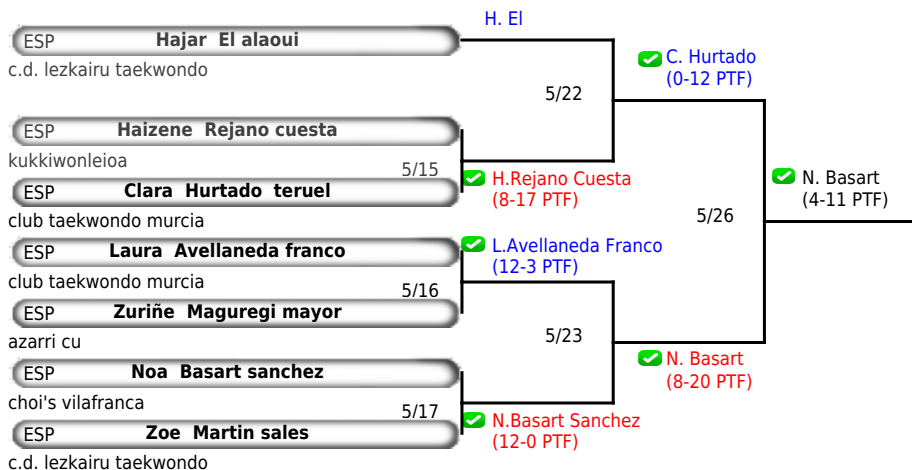 H. El
ESP Hajar El alaoui
c.d. lezkairu taekwondo
C. Hurtado
(0-12 PTF)
5/22
ESP Haizene Rejano cuesta
kukkiwonleioa
5/15
H.Rejano Cuesta
(8-17 PTF)
ESP Clara Hurtado teruel
club taekwondo murcia
N. Basart
(4-11 PTF)
5/26
ESP Laura Avellaneda franco
club taekwondo murcia
L.Avellaneda Franco
(12-3 PTF)
5/16
ESP Zuriñe Maguregi mayor
azarri cu
5/23
N. Basart
(8-20 PTF)
ESP Noa Basart sanchez
choi's vilafranca
5/17
N.Basart Sanchez
(12-0 PTF)
ESP Zoe Martin sales
c.d. lezkairu taekwondo